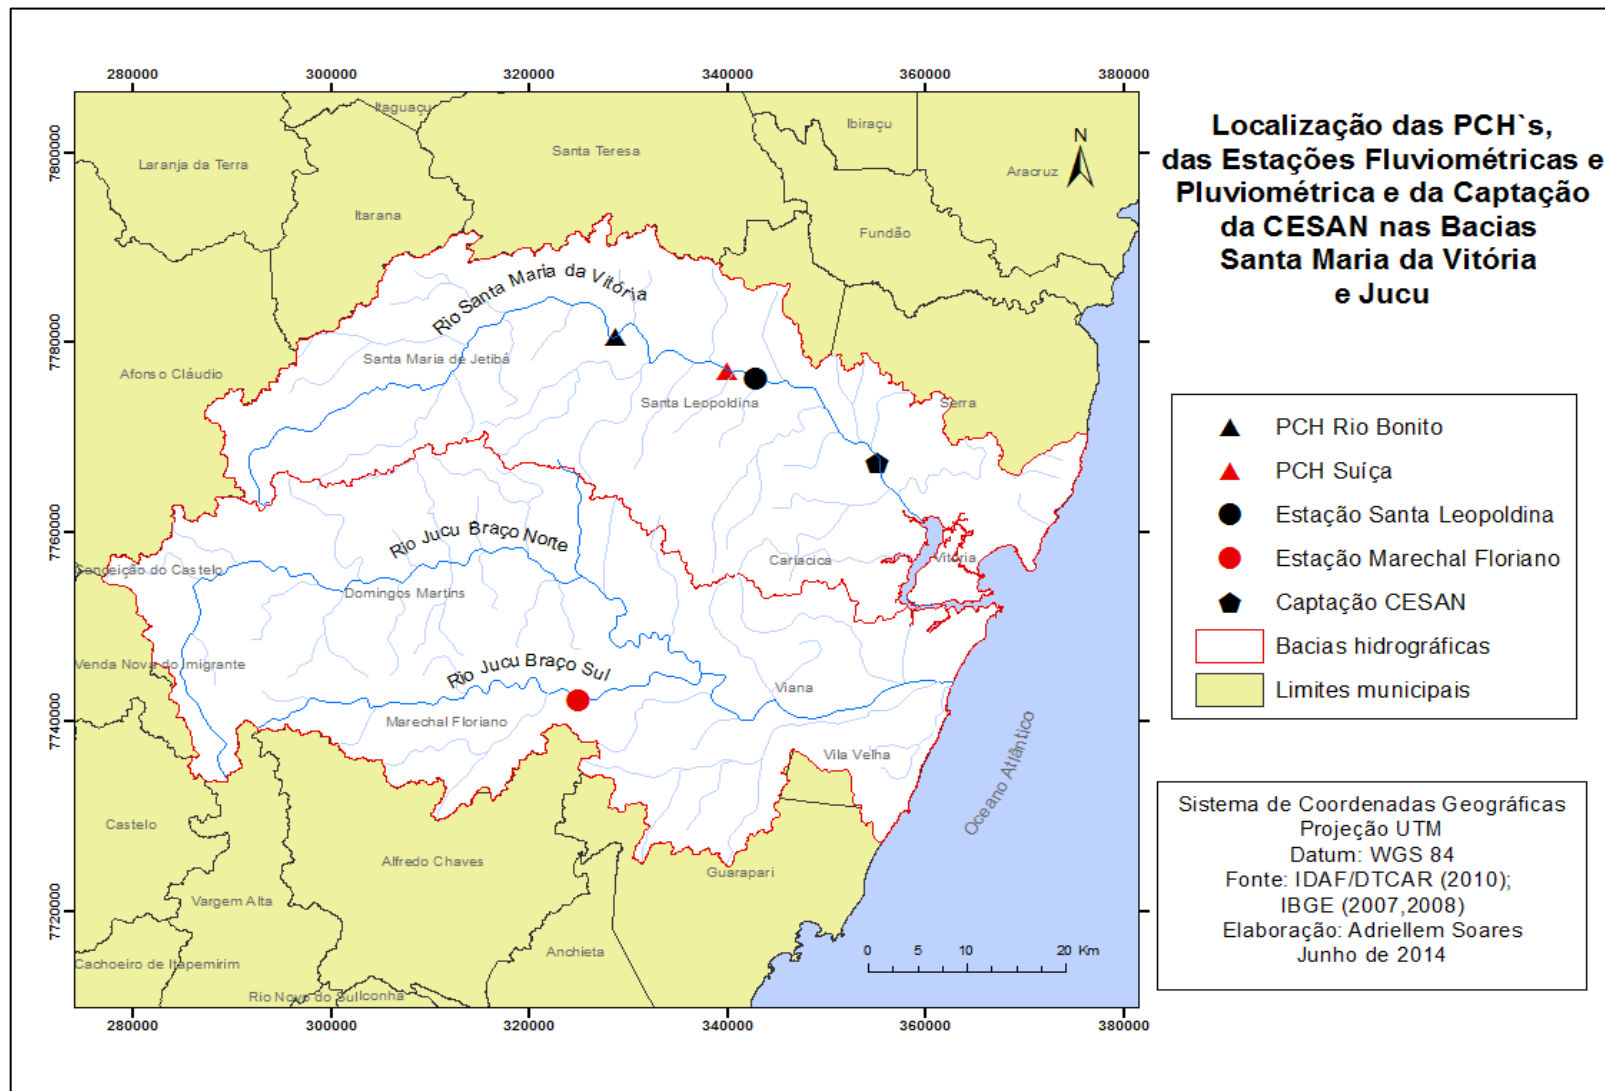 280000 300000 320000 340000 360000 380000
Localização das PCH`s,
das Estações Fluviométricas e
Pluviométrica e da Captação
da CESAN nas Bacias
Santa Maria da Vitória
e Jucu
N
7800000
7780000
7760000
7740000
7720000
Itaguaçu
Ibiraçu
Santa Teresa
Laranja da Terra
Aracruz
Itarana
Fundão
Rio Santa Maria da Vitória
Santa Maria de Jetibá
Afonso Cláudio
Santa Leopoldina
Serra
Rio Jucu Braço Norte
Cariacica
Vitória
Conceição do Castelo
Domingos Martins
Rio Jucu Braço Sul
Venda Nova do Imigrante
Viana
Marechal Floriano
Vila Velha
Oceano Atlântico
Castelo
Alfredo Chaves
Guarapari
Vargem Alta
Anchieta
Cachoeiro de Itapemirim
Rio Novo do Sul
Iconha
0 5 10 20 Km
280000 300000 320000 340000 360000 380000
PCH Rio Bonito
PCH Suíça
Estação Santa Leopoldina
Estação Marechal Floriano
Captação CESAN
Bacias hidrográficas
Limites municipais
Sistema de Coordenadas Geográficas
Projeção UTM
Datum: WGS 84
Fonte: IDAF/DTCAR (2010);
IBGE (2007,2008)
Elaboração: Adriellem Soares
Junho de 2014